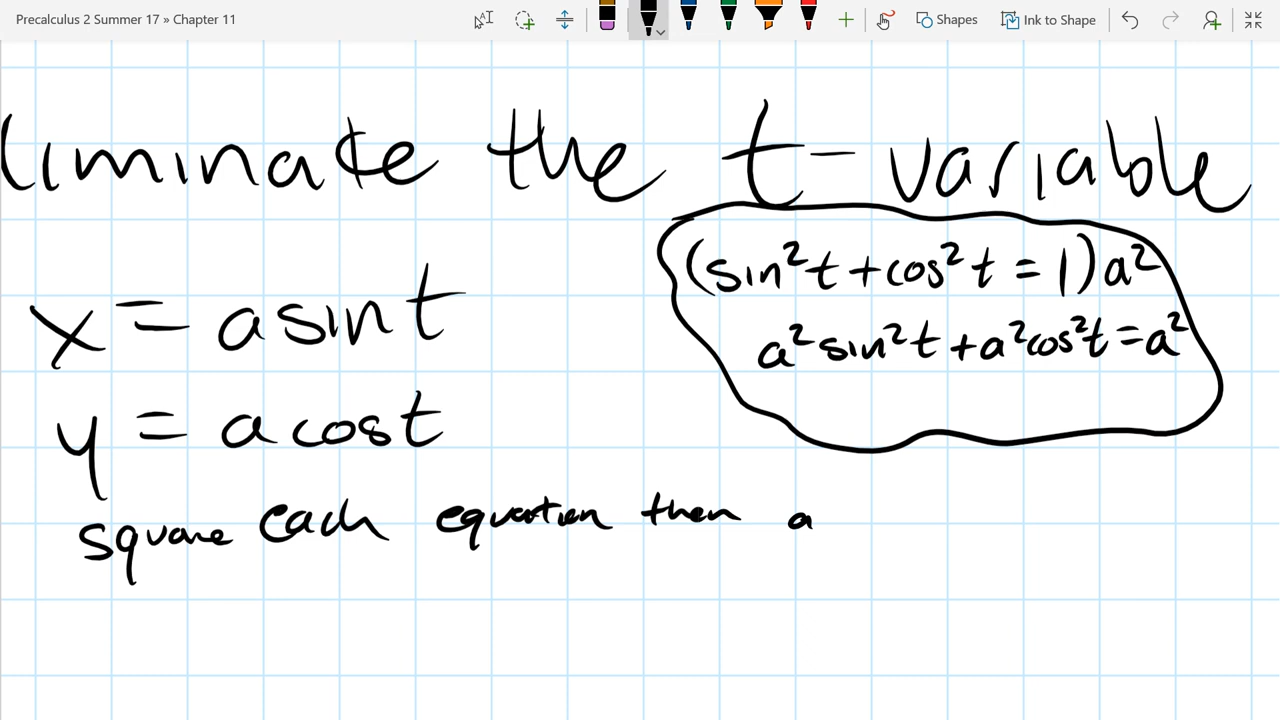 Precalculus 2 Summer 17 » Chapter 11
Shapes
Ink to Shape
liminate the t-variable
(sin²t + cos²t = 1)a²
a²sin²t + a²cos²t = a²
x = a sin t
y = a cos t
square each equation then a